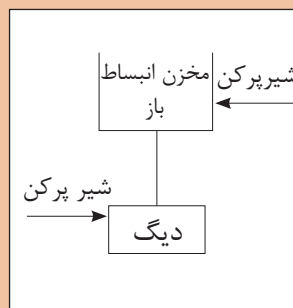 مخزن انبساط
باز
شیرپرکن
شیر پرکن
دیگ